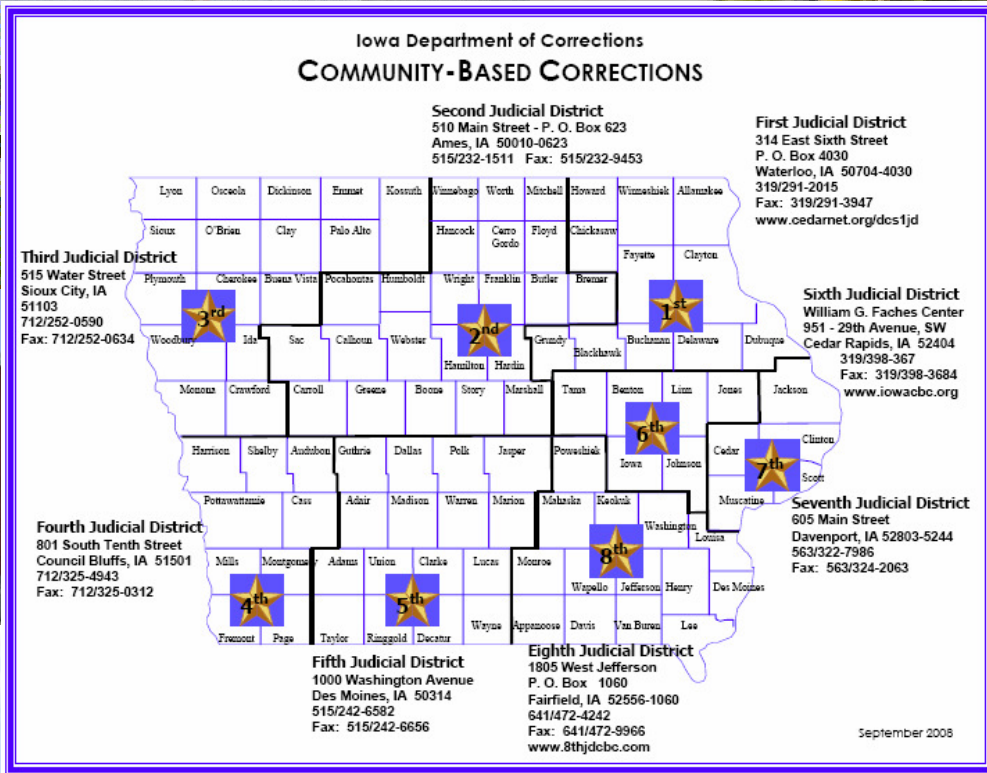 Iowa Department of Corrections
COMMUNITY-BASED CORRECTIONS
Second Judicial District
510 Main Street - P. O. Box 623
Ames, IA 50010-0623
515/232-1511 Fax: 515/232-9453
First Judicial District
314 East Sixth Street
P. O. Box 4030
Waterloo, IA 50704-4030
319/291-2015
Fax: 319/291-3947
www.cedarnet.org/dcs1jd
Third Judicial District
515 Water Street
Sioux City, IA
51103
712/252-0590
Fax: 712/252-0634
Sixth Judicial District
William G. Faches Center
951 - 29th Avenue, SW
Cedar Rapids, IA 52404
319/398-367
Fax: 319/398-3684
www.iowacbc.org
Lyon Osceola Dickinson Emmet Kossuth Winnebago Worth Mitchell Howard Winneshiek Allamakee
Sioux O'Brien Clay Palo Alto Hancock Cerro Gordo Floyd Chickasaw
Fayette Clayton
Plymouth Cherokee Buena Vista Pocahontas Humboldt Wright Franklin Butler Bremer
3rd 2nd 1st
Woodbury Ida Sac Calhoun Webster Hamilton Hardin Grundy Blackhawk Buchanan Delaware Dubuque
Monona Crawford Carroll Greene Boone Story Marshall Tama Benton Linn Jones Jackson
6th 7th
Harrison Shelby Audubon Guthrie Dallas Polk Jasper Poweshiek Iowa Johnson Cedar Clinton
Scott
Pottawattamie Cass Adair Madison Warren Marion Mahaska Keokuk Washington Muscatine
Louisa
8th
Mills Montgomery Adams Union Clarke Lucas Monroe Wapello Jefferson Henry Des Moines
4th 5th
Fremont Page Taylor Ringgold Decatur Wayne Appanoose Davis Van Buren Lee
Fourth Judicial District
801 South Tenth Street
Council Bluffs, IA 51501
712/325-4943
Fax: 712/325-0312
Seventh Judicial District
605 Main Street
Davenport, IA 52803-5244
563/322-7986
Fax: 563/324-2063
Fifth Judicial District
1000 Washington Avenue
Des Moines, IA 50314
515/242-6582
Fax: 515/242-6656
Eighth Judicial District
1805 West Jefferson
P. O. Box 1060
Fairfield, IA 52556-1060
641/472-4242
Fax: 641/472-9966
www.8thjdcbc.com
September 2008